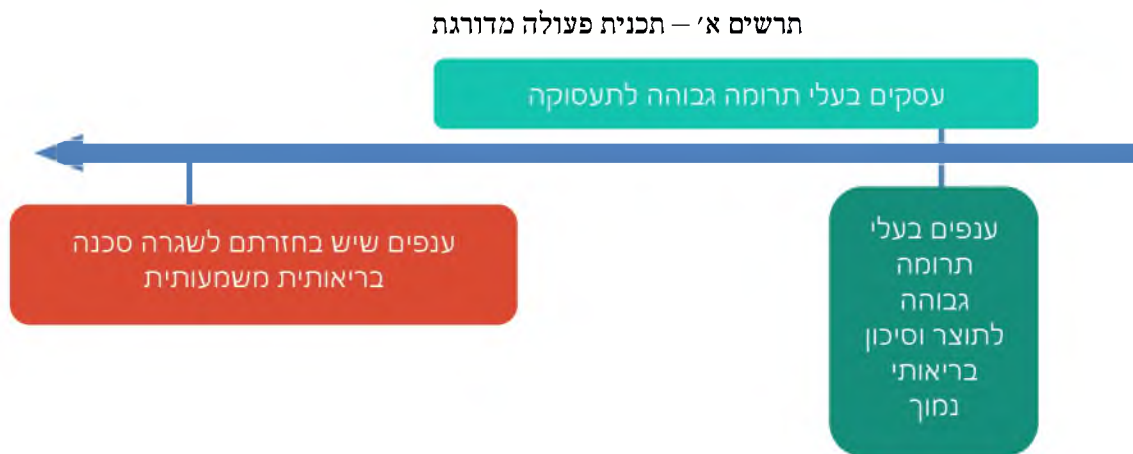 תרשים א׳ – תכנית פעולה מדורגת
עסקים בעלי תרומה גבוהה לתעסוקה
ענפים בעלי
תרומה
גבוהה
לתוצר וסיכון
בריאותי
נמוך
ענפים שיש בחזרתם לשגרה סכנה
בריאותית משמעותית